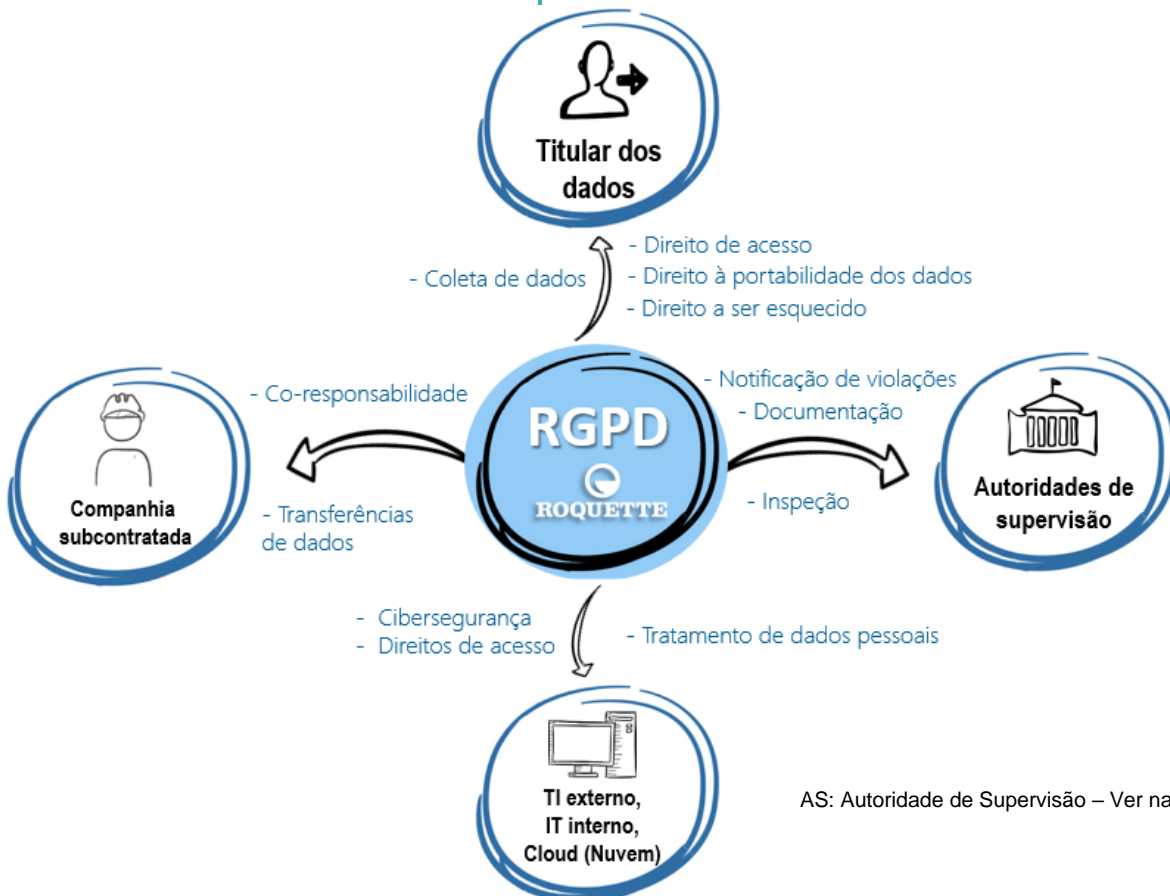 Titular dos
dados
- Coleta de dados
- Direito de acesso
- Direito à portabilidade dos dados
- Direito a ser esquecido
- Co-responsabilidade
- Transferências
de dados
Companhia
subcontratada
RGPD
ROQUETTE
- Notificação de violações
- Documentação
- Inspeção
Autoridades de
supervisão
- Cibersegurança
- Direitos de acesso
- Tratamento de dados pessoais
TI externo,
IT interno,
Cloud (Nuvem)
AS: Autoridade de Supervisão – Ver na